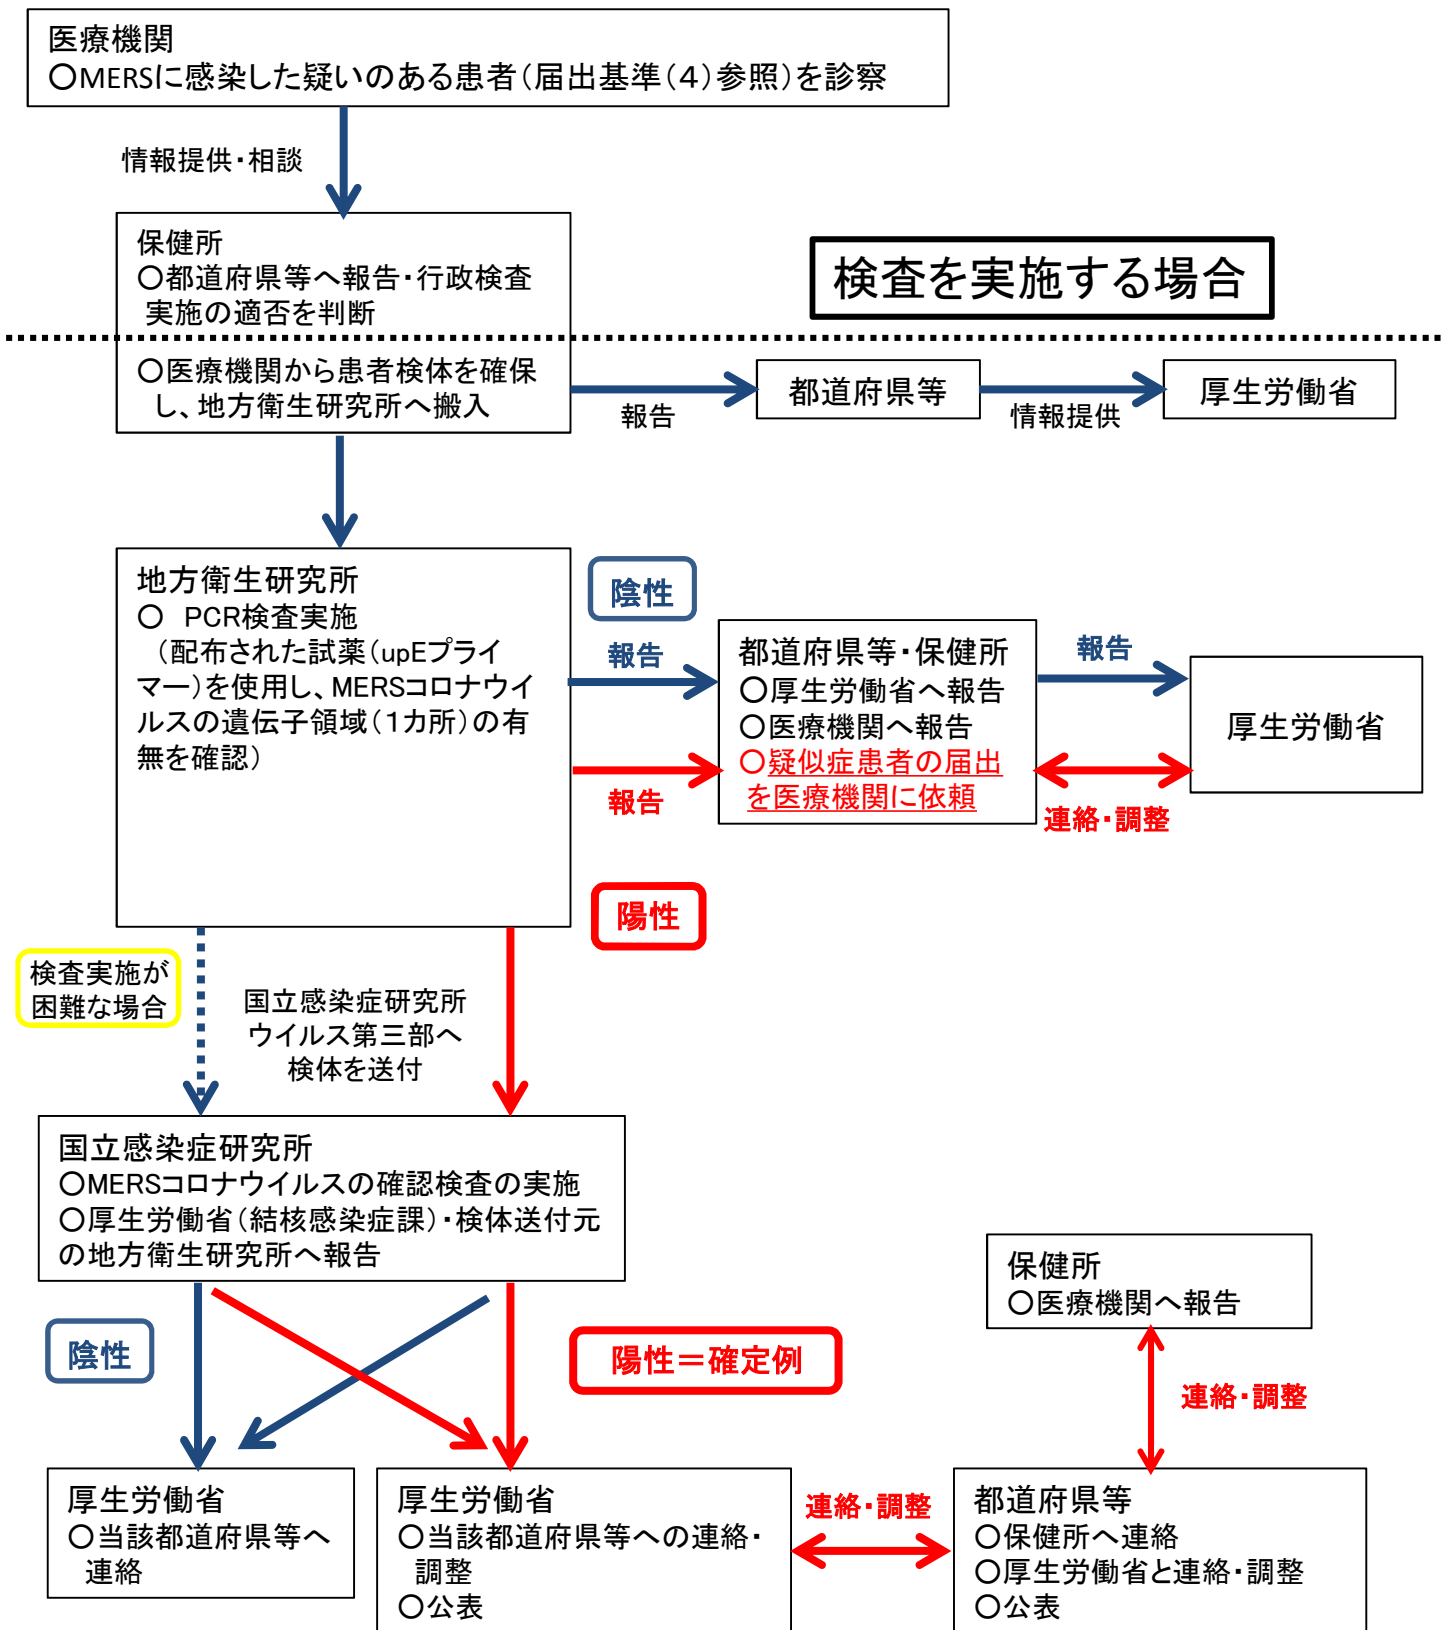 医療機関
〇MERSに感染した疑いのある患者（届出基準（４）参照）を診察
情報提供・相談
保健所
〇都道府県等へ報告・行政検査
実施の適否を判断
検査を実施する場合
〇医療機関から患者検体を確保
し、地方衛生研究所へ搬入
報告
都道府県等
情報提供
厚生労働省
地方衛生研究所
〇　PCR検査実施
（配布された試薬（upEプライ
マー）を使用し、MERSコロナウイ
ルスの遺伝子領域（１カ所）の有
無を確認）
陰性
報告
報告
都道府県等・保健所
〇厚生労働省へ報告
〇医療機関へ報告
〇疑似症患者の届出
を医療機関に依頼
報告
連絡・調整
厚生労働省
陽性
検査実施が
困難な場合
国立感染症研究所
ウイルス第三部へ
検体を送付
国立感染症研究所
〇MERSコロナウイルスの確認検査の実施
〇厚生労働省（結核感染症課）・検体送付元
の地方衛生研究所へ報告
陰性
陽性＝確定例
保健所
〇医療機関へ報告
連絡・調整
厚生労働省
〇当該都道府県等へ
連絡
厚生労働省
〇当該都道府県等への連絡・
調整
〇公表
連絡・調整
都道府県等
〇保健所へ連絡
〇厚生労働省と連絡・調整
〇公表